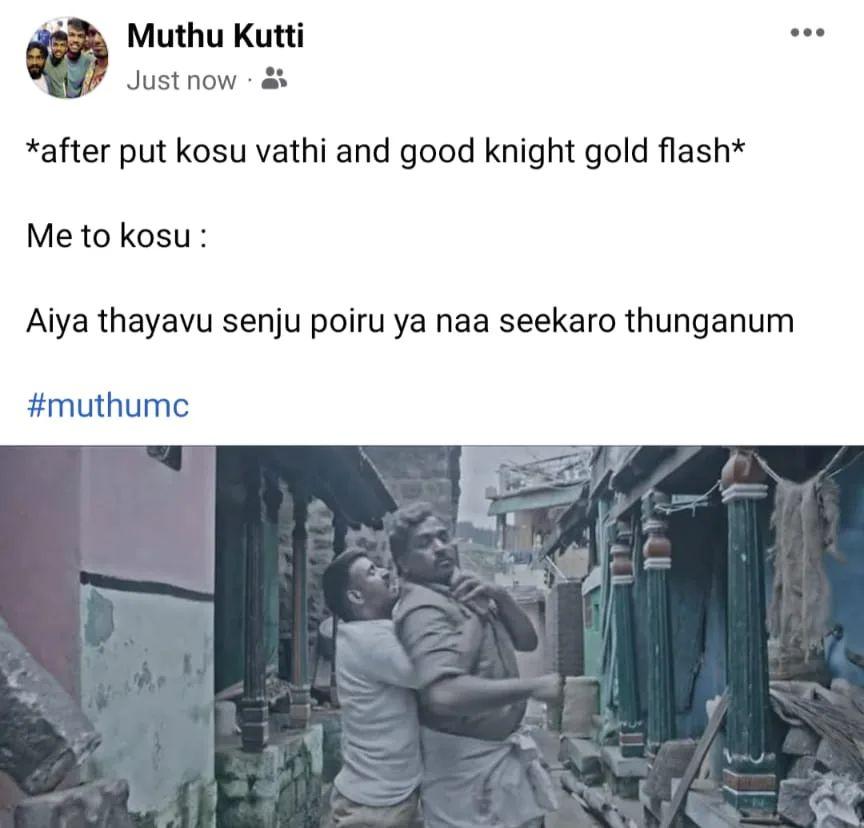 Muthu Kutti
Just now ·
*after put kosu vathi and good knight gold flash*
Me to kosu :
Aiya thayavu senju poiru ya naa seekaro thunganum
#muthumc